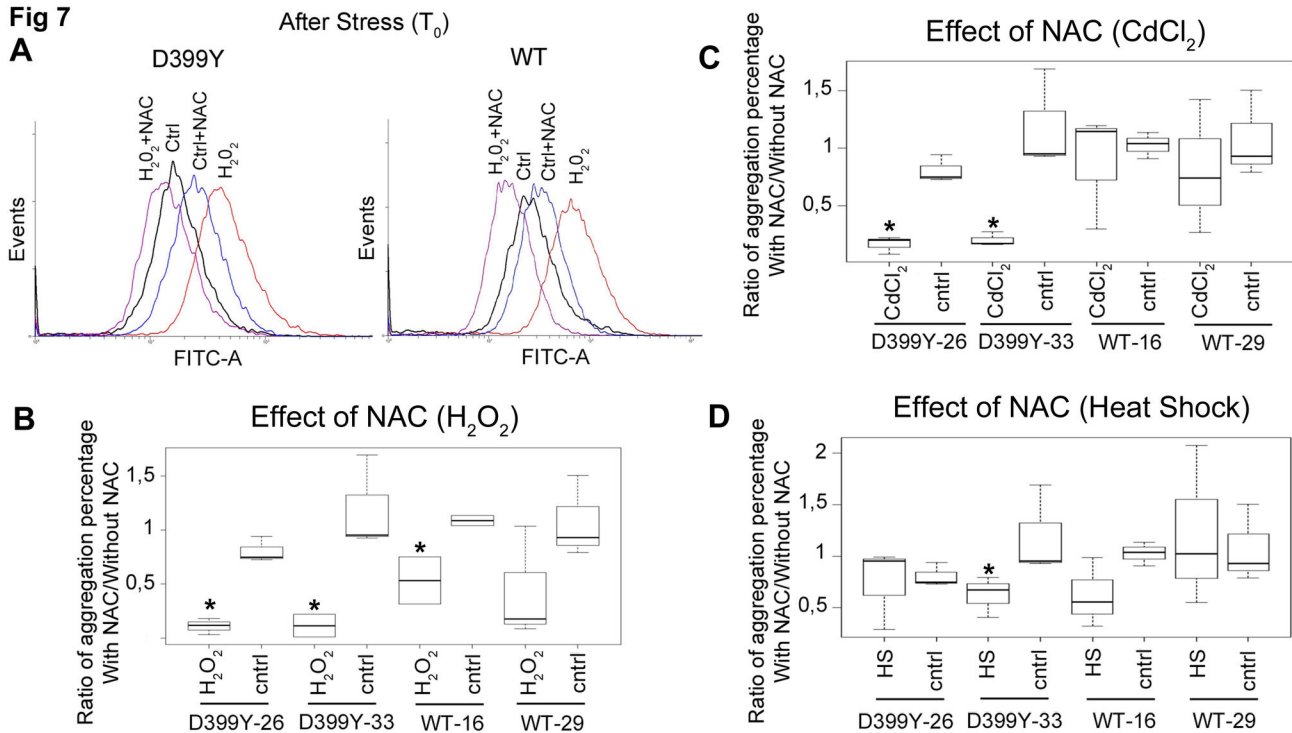 Fig 7
After Stress (T₀)
A
D399Y
WT
H₂0₂+NAC
Ctrl
Ctrl+NAC
H₂0₂
H₂0₂+NAC
Ctrl
Ctrl+NAC
H₂0₂
Events
Events
FITC-A
FITC-A
B
Effect of NAC (H₂O₂)
Ratio of aggregation percentage
With NAC/Without NAC
1,5
1
0,5
*
*
*
H₂O₂
cntrl
H₂O₂
cntrl
H₂O₂
cntrl
H₂O₂
cntrl
D399Y-26
D399Y-33
WT-16
WT-29
C
Effect of NAC (CdCl₂)
Ratio of aggregation percentage
With NAC/Without NAC
1,5
1
0,5
*
*
CdCl₂
cntrl
CdCl₂
cntrl
CdCl₂
cntrl
CdCl₂
cntrl
D399Y-26
D399Y-33
WT-16
WT-29
D
Effect of NAC (Heat Shock)
Ratio of aggregation percentage
With NAC/Without NAC
2
1,5
1
0,5
*
HS
cntrl
HS
cntrl
HS
cntrl
HS
cntrl
D399Y-26
D399Y-33
WT-16
WT-29